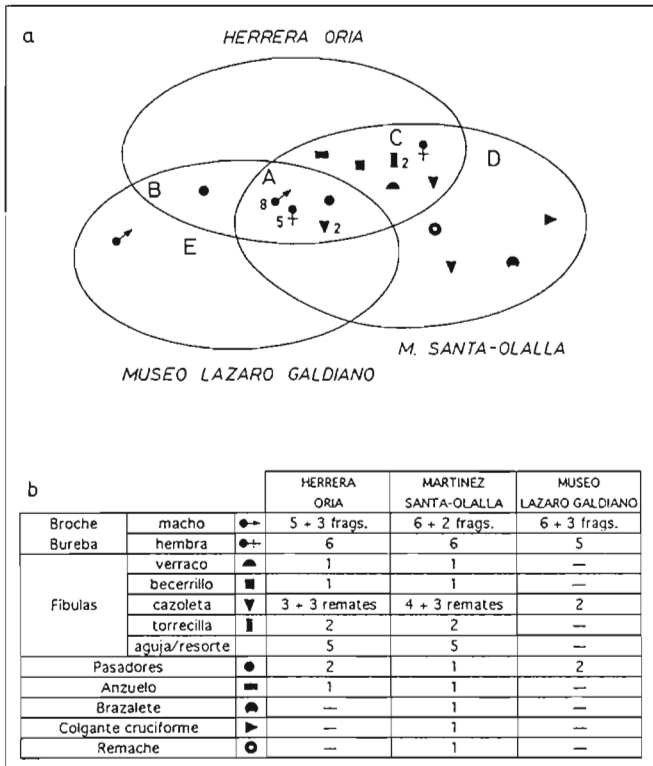 a
HERRERA ORIA
C
2
D
A
B
8
5
2
E
M. SANTA-OLALLA
MUSEO LAZARO GALDIANO
b
HERRERA ORIA MARTINEZ SANTA-OLALLA MUSEO LAZARO GALDIANO
Broche Bureba macho 5 + 3 frags. 6 + 2 frags. 6 + 3 frags.
hembra 6 6 5
Fíbulas verraco 1 1 —
becerrillo 1 1 —
cazoleta 3 + 3 remates 4 + 3 remates 2
torrecilla 2 2 —
aguja/resorte 5 5 —
Pasadores 2 1 2
Anzuelo 1 1 —
Brazalete — 1 —
Colgante cruciforme — 1 —
Remache — 1 —